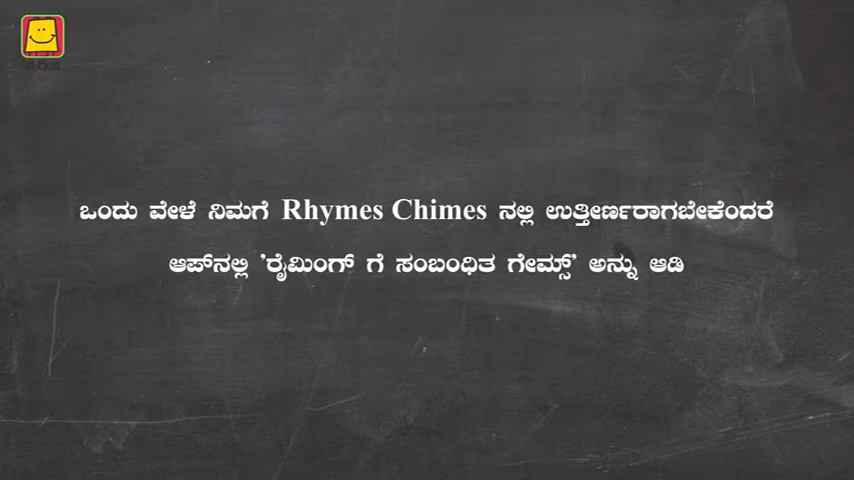 ಒಂದು ವೇಳೆ ನಿಮಗೆ Rhymes Chimes ನಲ್ಲಿ ಉತ್ತೀರ್ಣರಾಗಬೇಕೆಂದರೆ
ಆಪ್‌ನಲ್ಲಿ 'ರೈಮಿಂಗ್ ಗೆ ಸಂಬಂಧಿತ ಗೇಮ್ಸ್' ಅನ್ನು ಆಡಿ